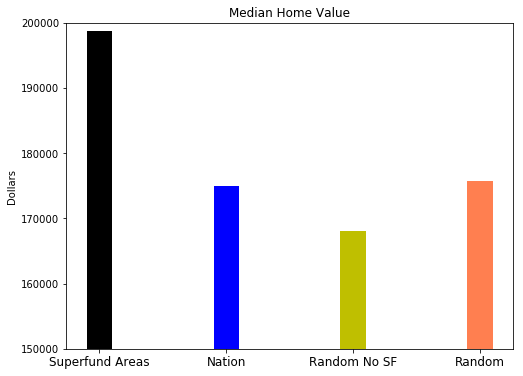 Median Home Value
Dollars
200000
190000
180000
170000
160000
150000
Superfund Areas
Nation
Random No SF
Random